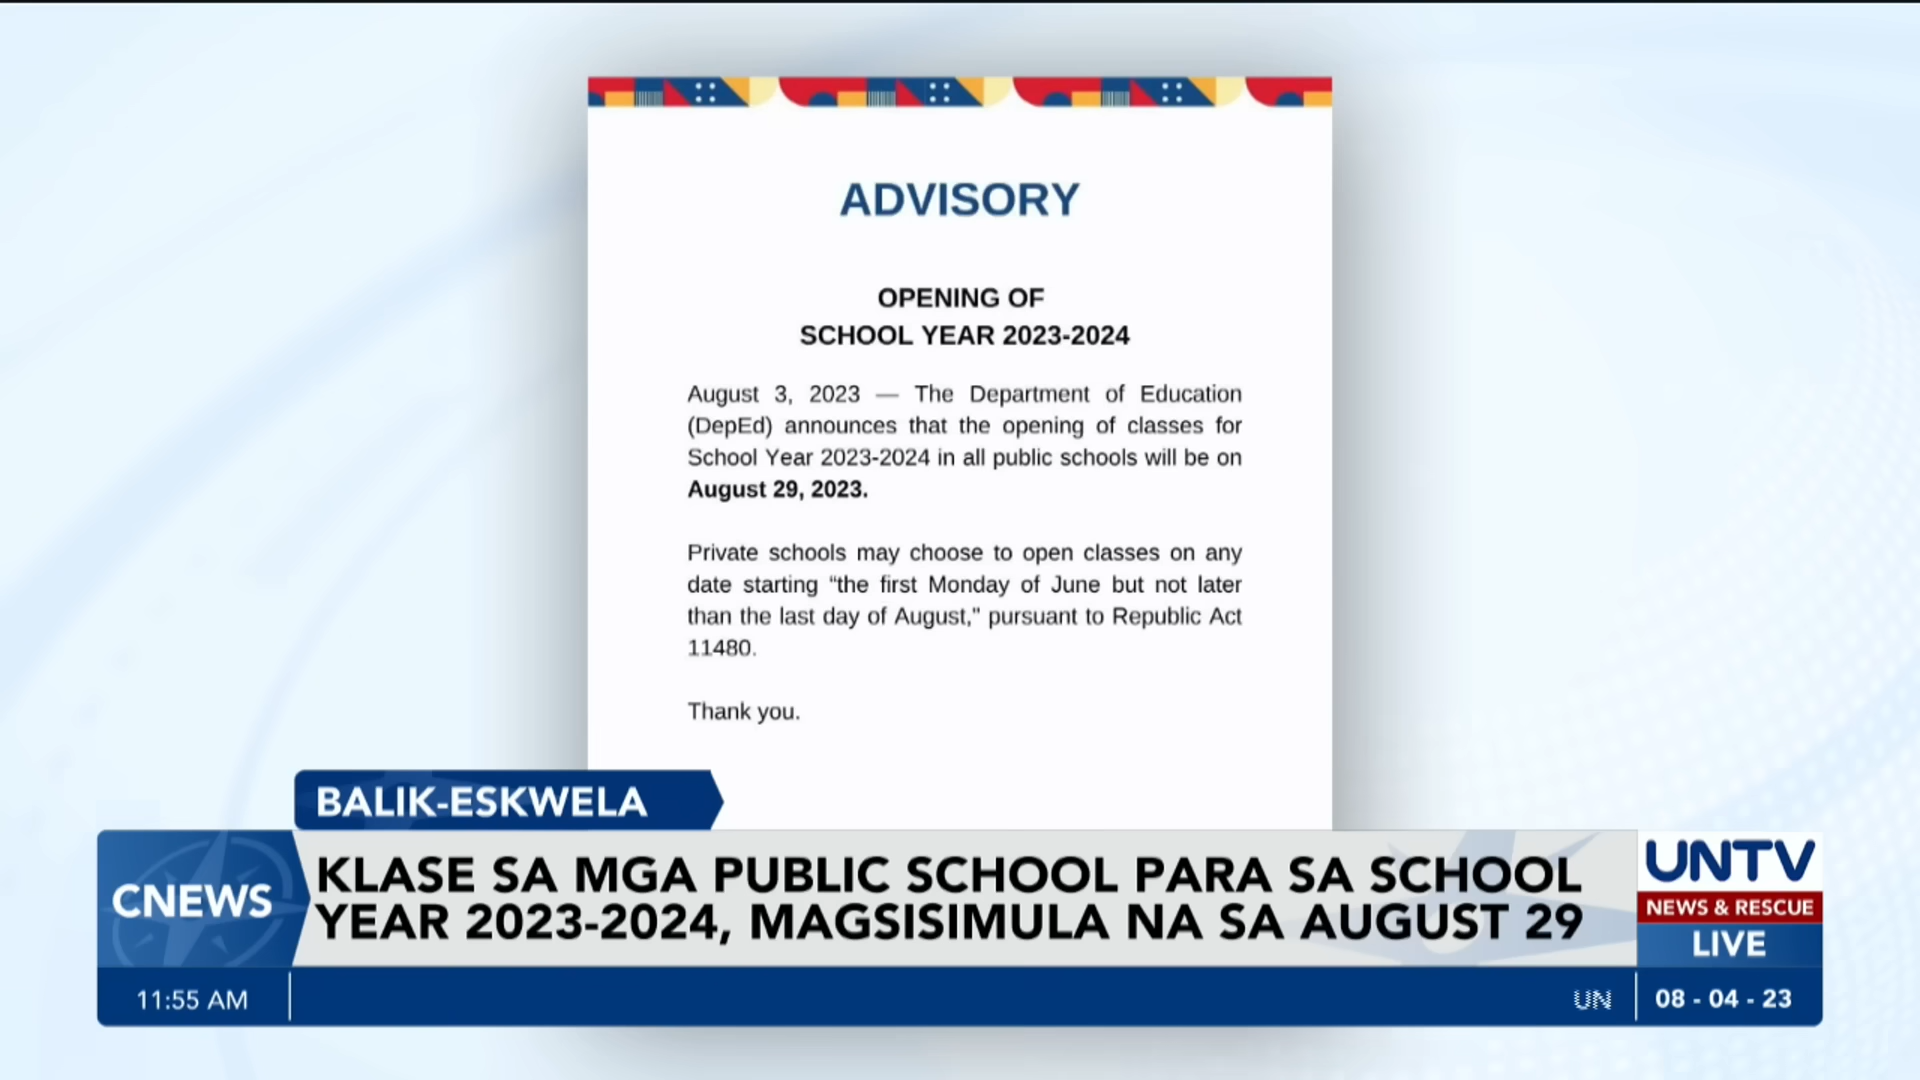 ADVISORY
OPENING OF
SCHOOL YEAR 2023-2024
August 3, 2023 — The Department of Education
(DepEd) announces that the opening of classes for
School Year 2023-2024 in all public schools will be on
August 29, 2023.
Private schools may choose to open classes on any
date starting “the first Monday of June but not later
than the last day of August," pursuant to Republic Act
11480.
Thank you.
BALIK-ESKWELA
CNEWS
KLASE SA MGA PUBLIC SCHOOL PARA SA SCHOOL
YEAR 2023-2024, MAGSISIMULA NA SA AUGUST 29
UNTV
NEWS & RESCUE
LIVE
11:55 AM
UN
08 - 04 - 23